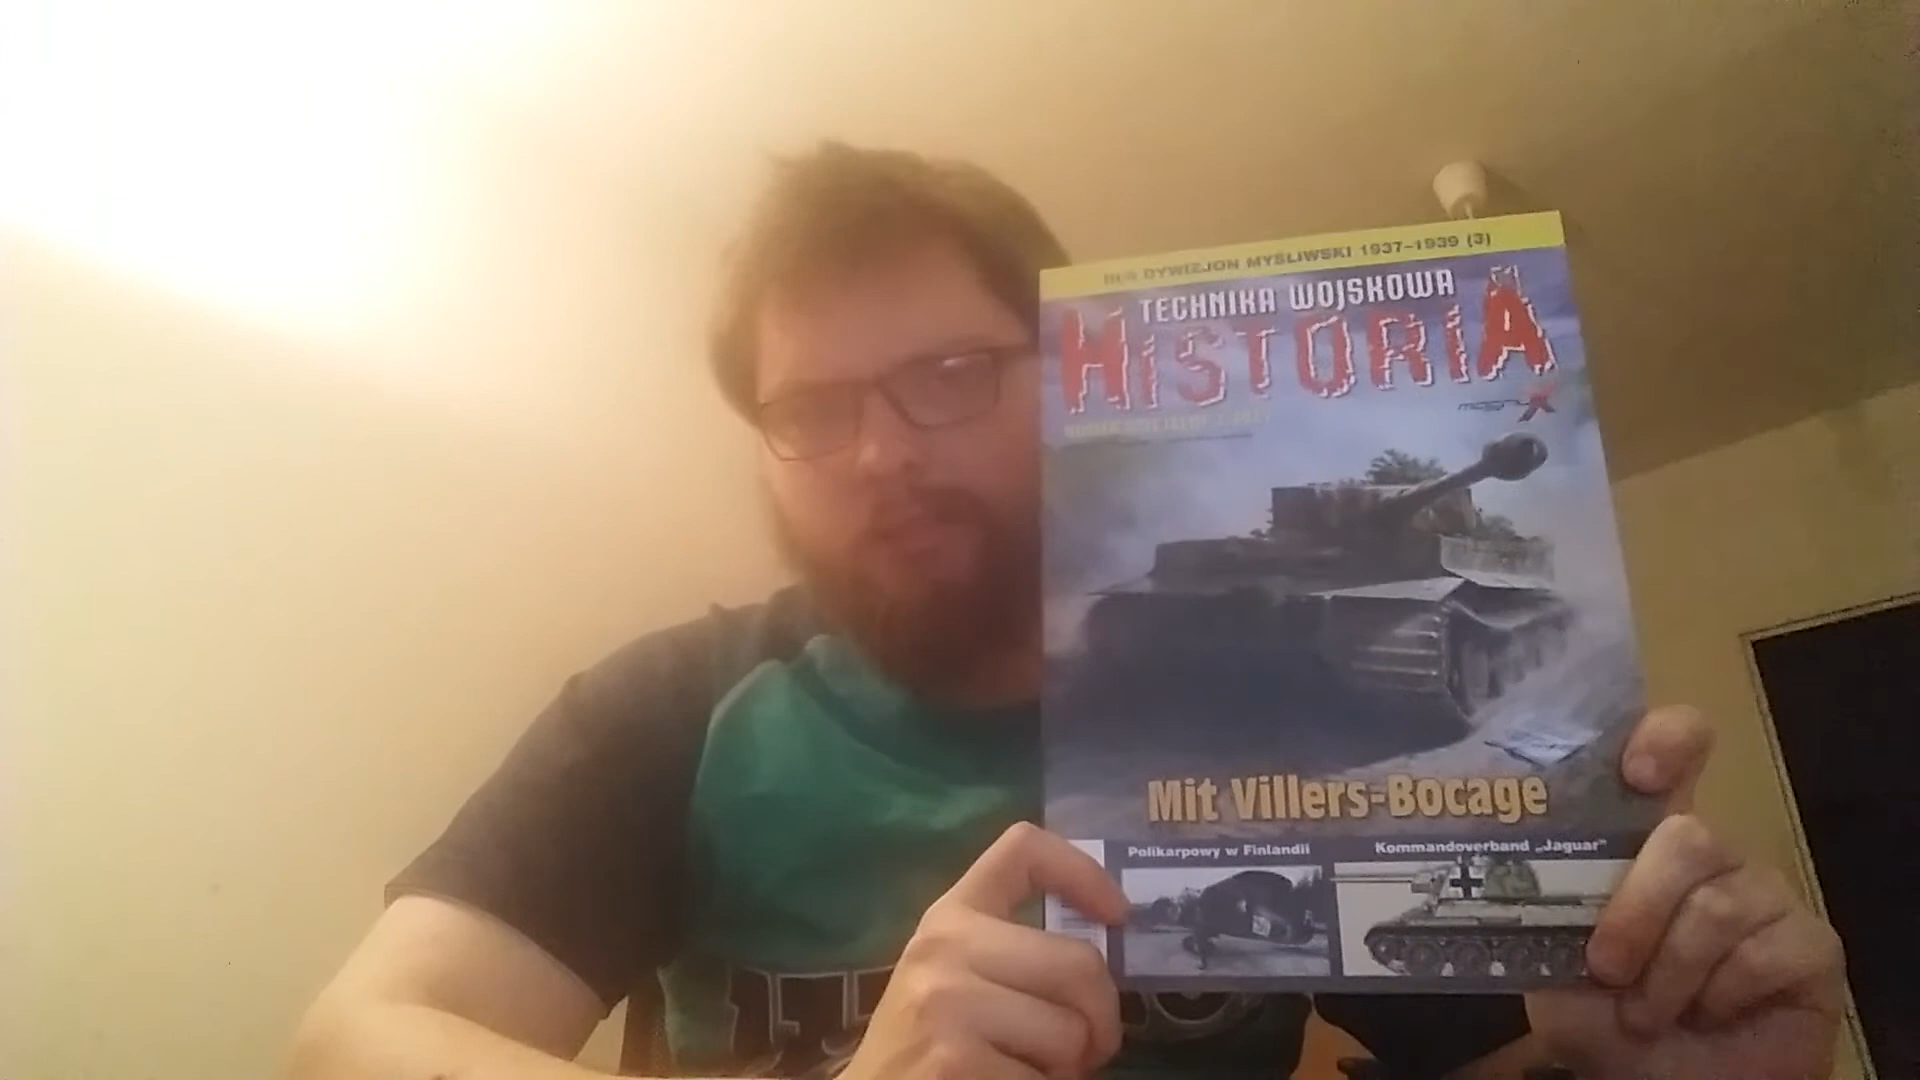 DYWIZJON MYŚLIWSKI 1937-1939 (3)
TECHNIKA WOJSKOWA
HISTORIA
Mit Villers-Bocage
Polikarpowy w Finlandii
Kommandoverband „Jaguar”